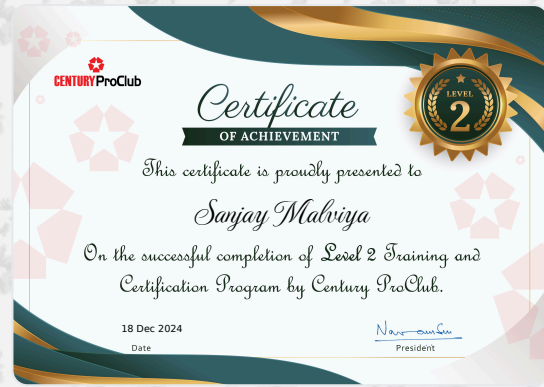 CENTURY ProClub
LEVEL
2
Certificate
OF ACHIEVEMENT
This certificate is proudly presented to
Sanjay Malviya
On the successful completion of Level 2 Training and
Certification Program by Century ProClub.
18 Dec 2024
Date
President